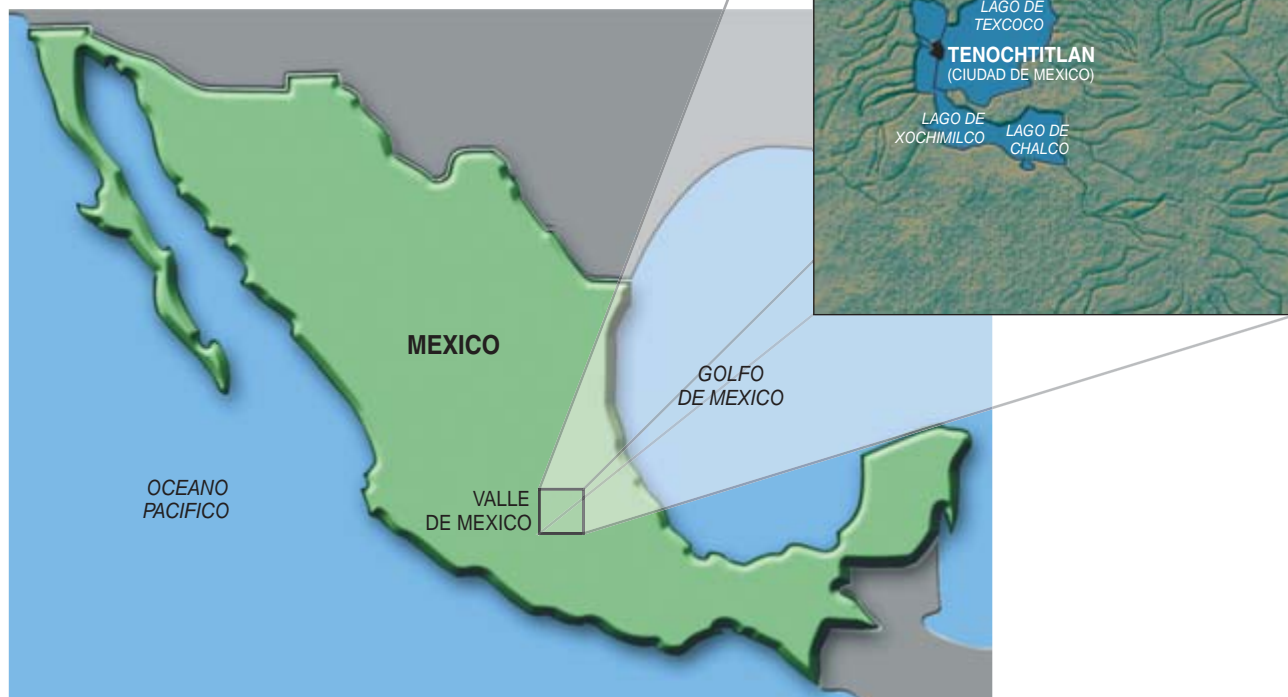 LAGO DE
TEXCOCO
TENOCHTITLAN
(CIUDAD DE MEXICO)
LAGO DE
XOCHIMILCO
LAGO DE
CHALCO
MEXICO
GOLFO
DE MEXICO
OCEANO
PACIFICO
VALLE
DE MEXICO